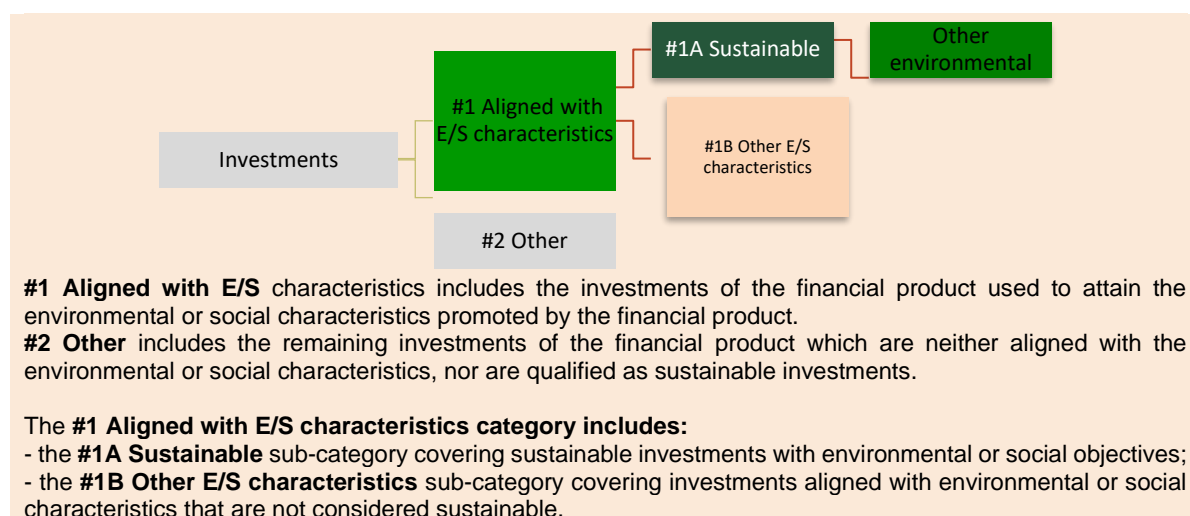 #1A Sustainable
Other
environmental
#1 Aligned with
E/S characteristics
#1B Other E/S
characteristics
Investments
#2 Other
#1 Aligned with E/S characteristics includes the investments of the financial product used to attain the
environmental or social characteristics promoted by the financial product.
#2 Other includes the remaining investments of the financial product which are neither aligned with the
environmental or social characteristics, nor are qualified as sustainable investments.
The #1 Aligned with E/S characteristics category includes:
- the #1A Sustainable sub-category covering sustainable investments with environmental or social objectives;
- the #1B Other E/S characteristics sub-category covering investments aligned with environmental or social
characteristics that are not considered sustainable.